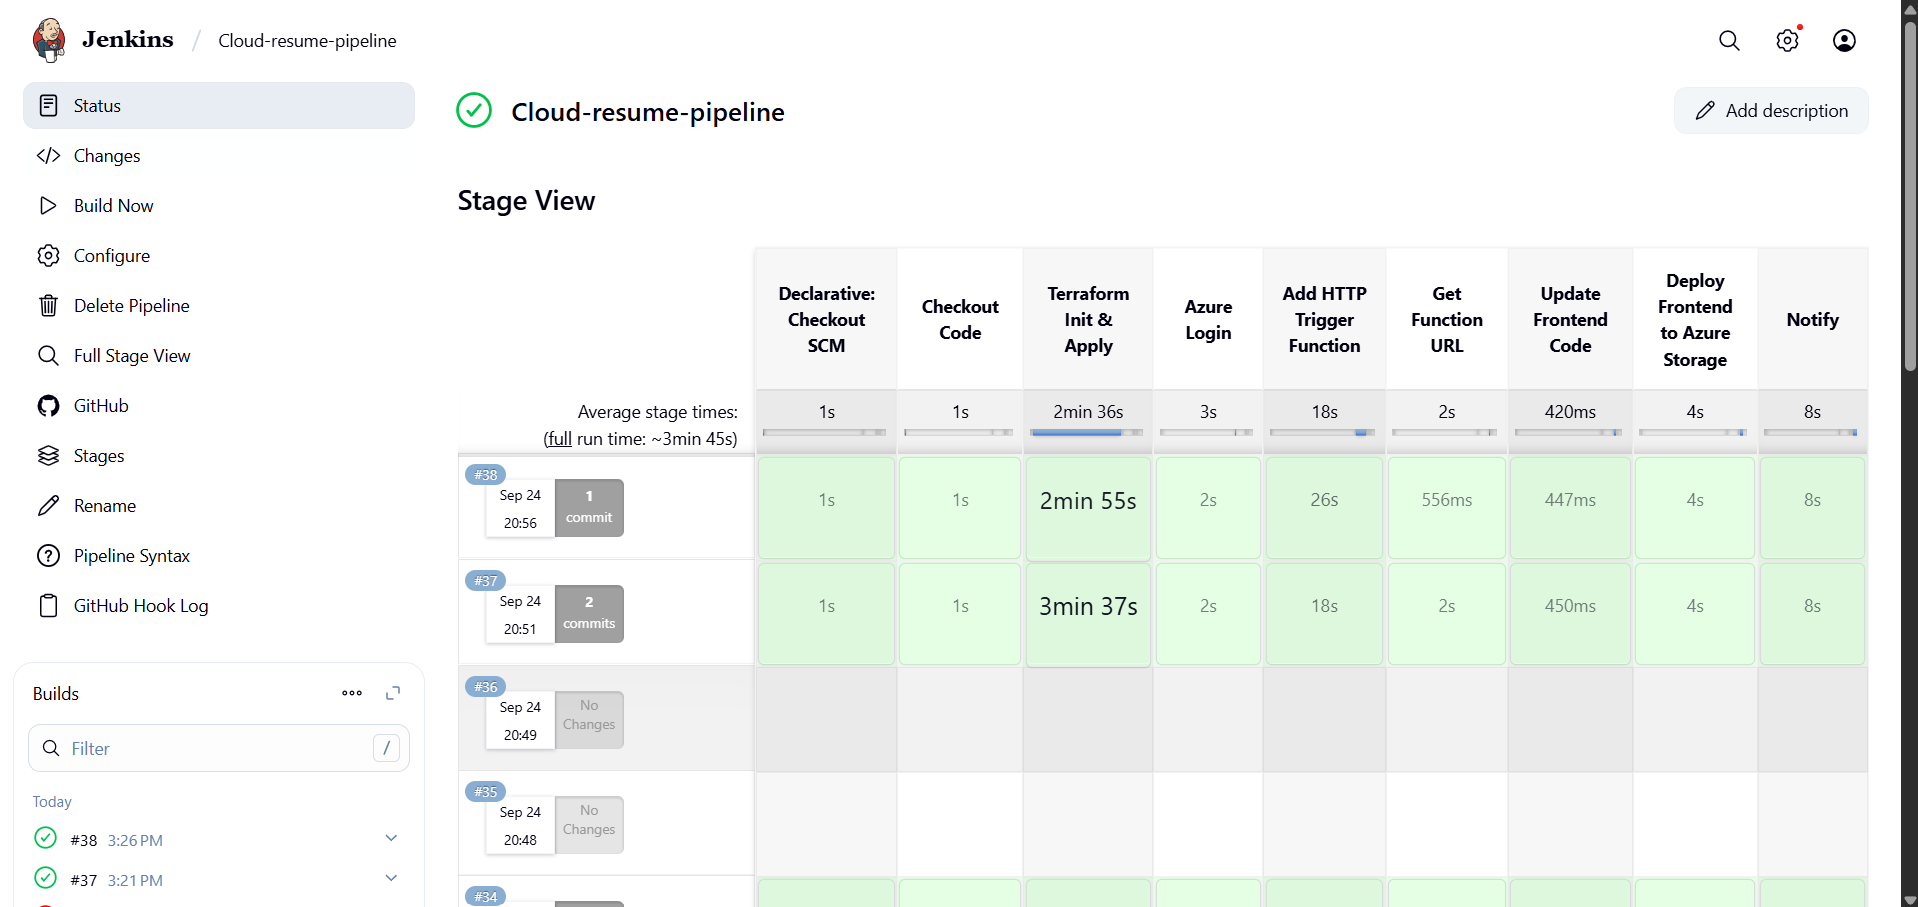 Jenkins / Cloud-resume-pipeline
Status
Changes
Build Now
Configure
Delete Pipeline
Full Stage View
GitHub
Stages
Rename
Pipeline Syntax
GitHub Hook Log
Builds
Filter /
Today
#38 3:26 PM
#37 3:21 PM
Cloud-resume-pipeline
Add description
Stage View
Declarative:
Checkout
SCM
Checkout
Code
Terraform
Init &
Apply
Azure
Login
Add HTTP
Trigger
Function
Get
Function
URL
Update
Frontend
Code
Deploy
Frontend
to Azure
Storage
Notify
Average stage times:
(full run time: ~3min 45s)
1s 1s 2min 36s 3s 18s 2s 420ms 4s 8s
#38
Sep 24
20:56
1
commit
1s 1s 2min 55s 2s 26s 556ms 447ms 4s 8s
#37
Sep 24
20:51
2
commits
1s 1s 3min 37s 2s 18s 2s 450ms 4s 8s
#36
Sep 24
20:49
No
Changes
#35
Sep 24
20:48
No
Changes
#34